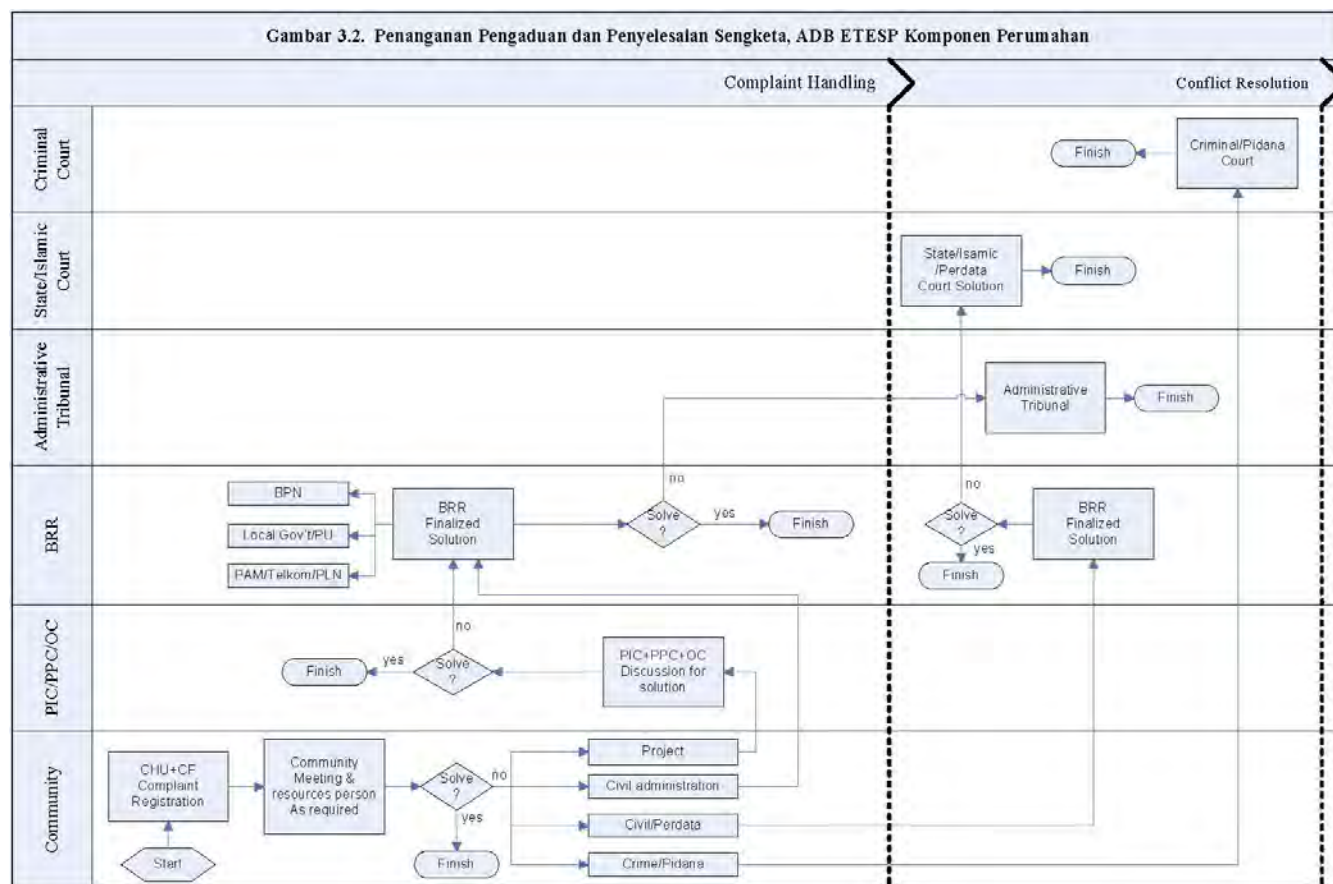 Gambar 3.2. Penanganan Pengaduan dan Penyelesaian Sengketa, ADB ETESP Komponen Perumahan
Complaint Handling
Conflict Resolution
Criminal
Court
Finish
Criminal/Pidana
Court
State/Islamic
Court
State/Isamic
/Perdata
Court Solution
Finish
Administrative
Tribunal
Administrative
Tribunal
Finish
BRR
BPN
Local Gov't/PU
PAM/Telkom/PLN
BRR
Finalized
Solution
no
Solve
?
yes
Finish
no
Solve
?
yes
Finish
BRR
Finalized
Solution
PIC/PPC/OC
Finish
yes
no
Solve
?
PIC+PPC+OC
Discussion for
solution
Community
CHU+CF
Complaint
Registration
Start
Community
Meeting &
resources person
As required
Solve
?
no
yes
Finish
Project
Civil administration
Civil/Perdata
Crime/Pidana